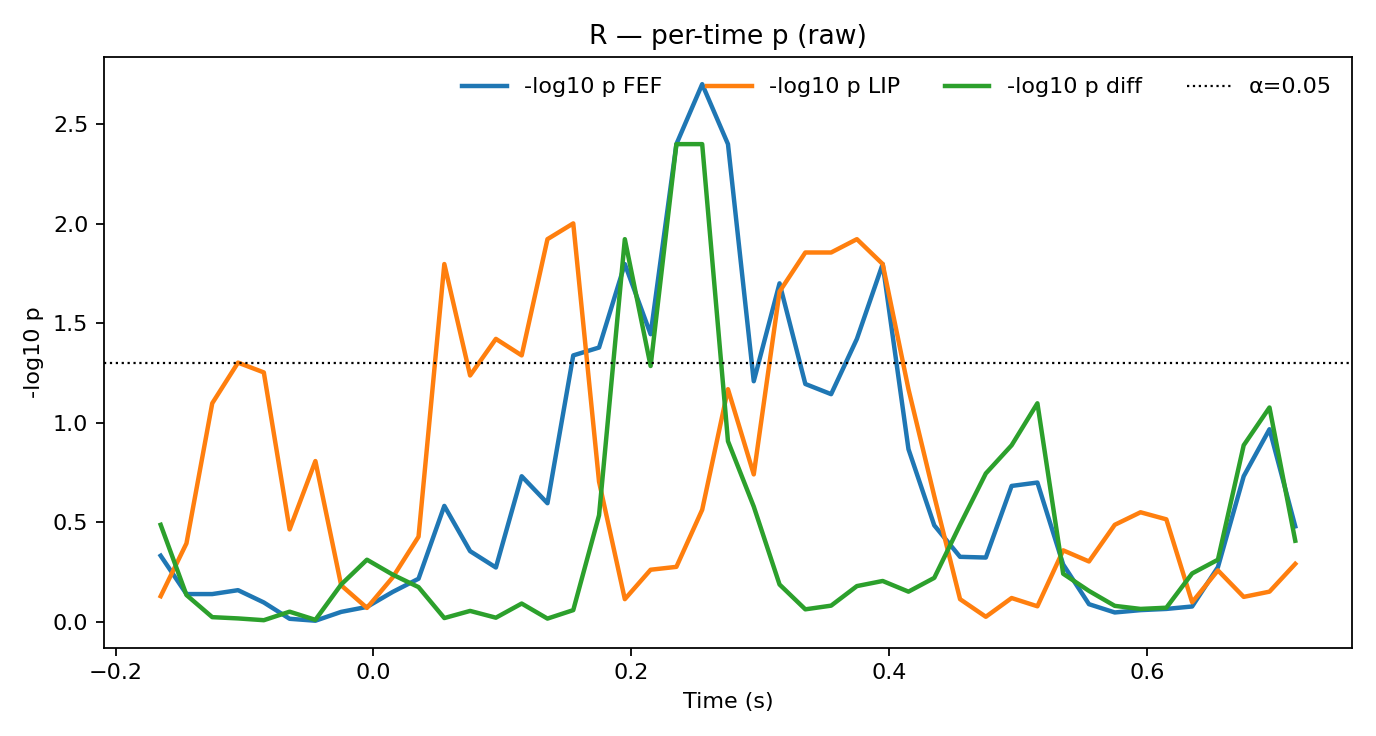 R — per-time p (raw)
-log10 p FEF
-log10 p LIP
-log10 p diff
α=0.05
2.5
2.0
1.5
1.0
0.5
0.0
-log10 p
−0.2
0.0
0.2
0.4
0.6
Time (s)